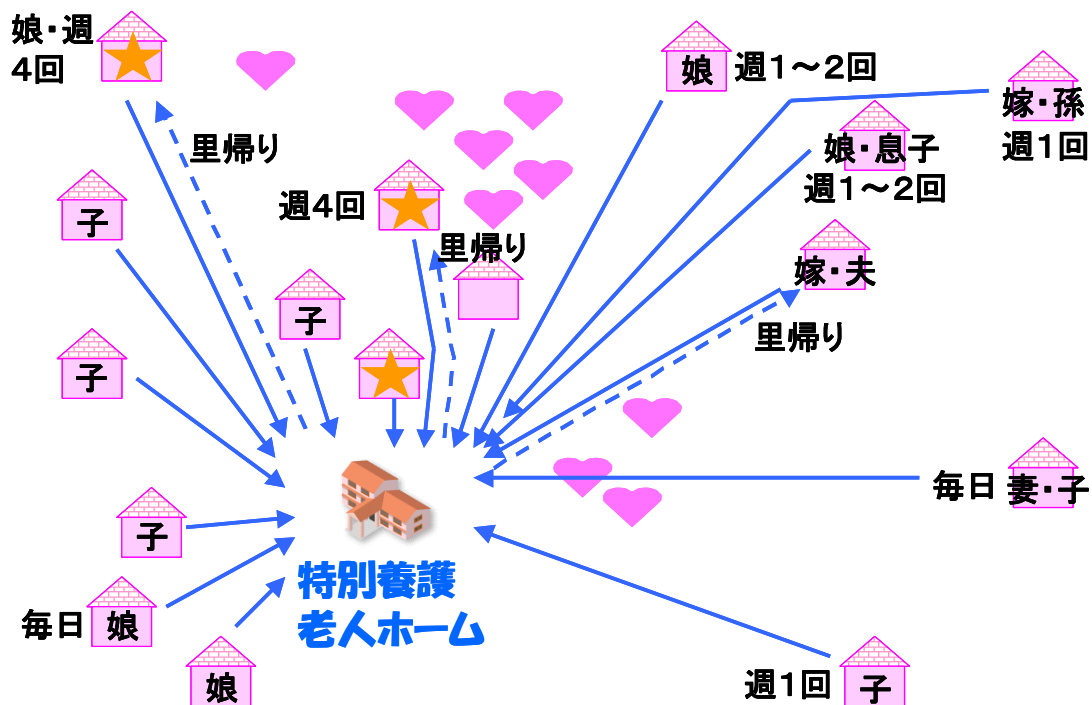 娘・週
4回
里帰り
娘
週1～2回
嫁・孫
週1回
娘・息子
週1～2回
子
週4回
里帰り
嫁・夫
里帰り
子
子
毎日
妻・子
子
特別養護
老人ホーム
毎日
娘
娘
週1回
子